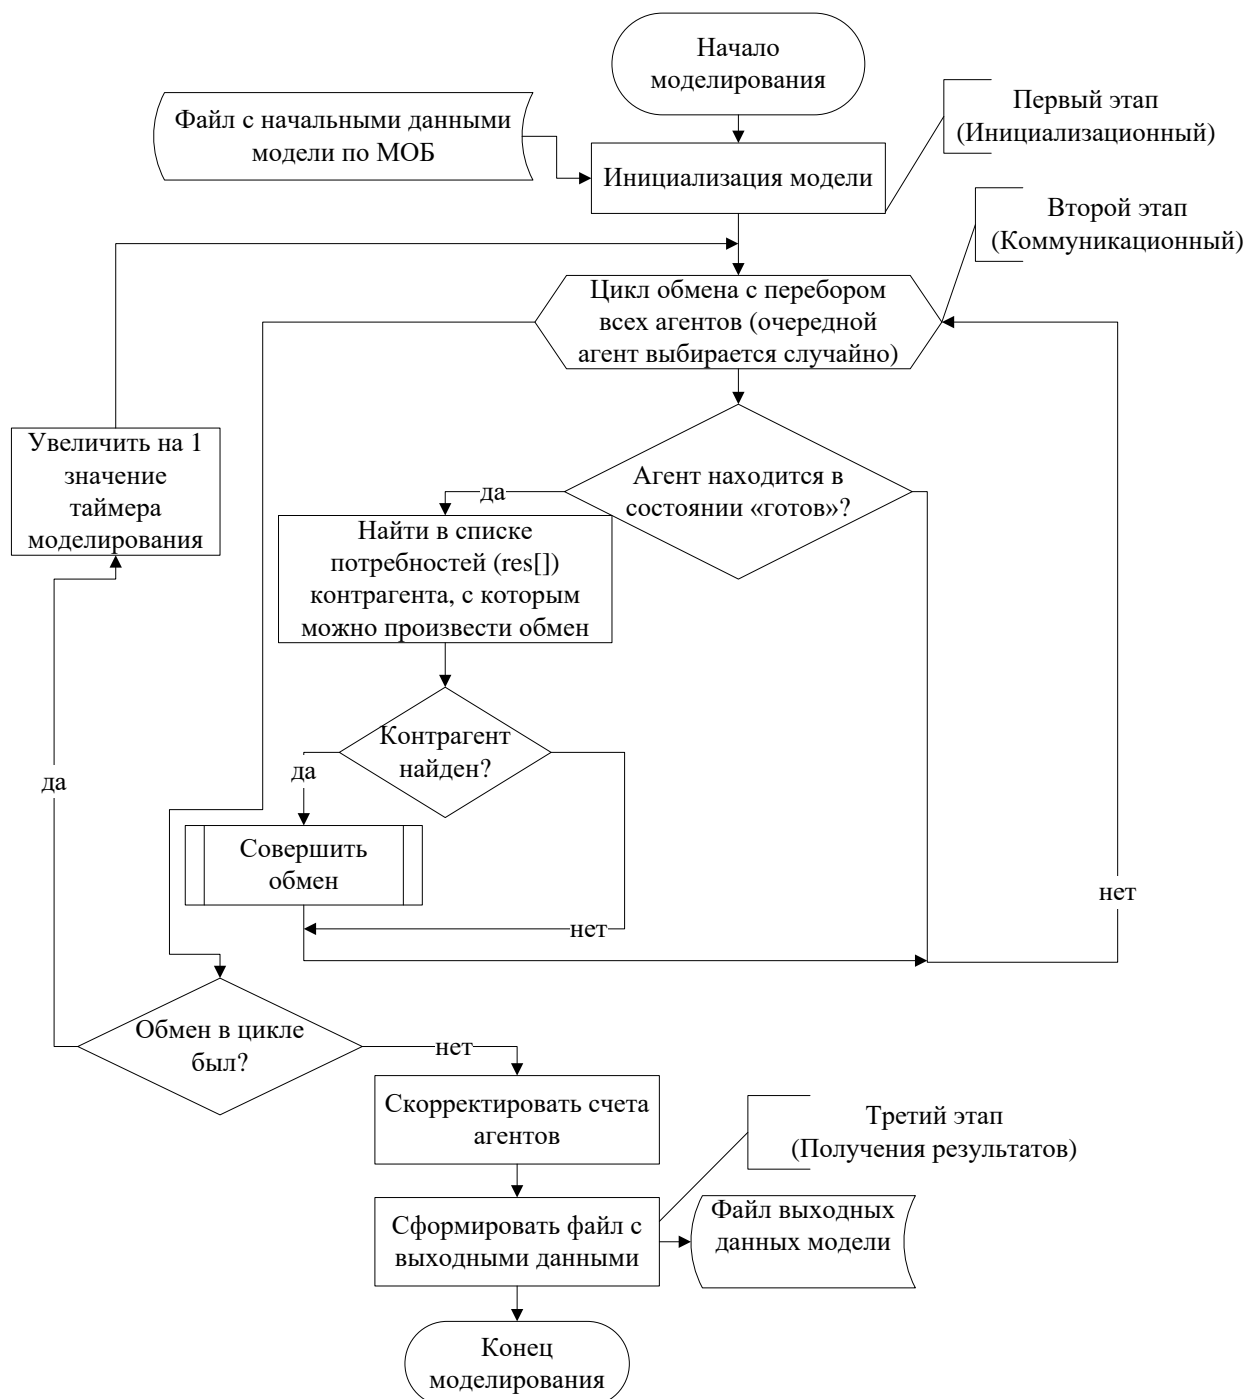 Начало
моделирования
Файл с начальными данными
модели по МОБ
Первый этап
(Инициализационный)
Инициализация модели
Второй этап
(Коммуникационный)
Цикл обмена с перебором
всех агентов (очередной
агент выбирается случайно)
Увеличить на 1
значение
таймера
моделирования
Агент находится в
состоянии «готов»?
да
Найти в списке
потребностей (res[])
контрагента, с которым
можно произвести обмен
Контрагент
найден?
да
да
Совершить
обмен
нет
нет
Обмен в цикле
был?
нет
Скорректировать счета
агентов
Третий этап
(Получения результатов)
Сформировать файл с
выходными данными
Файл выходных
данных модели
Конец
моделирования